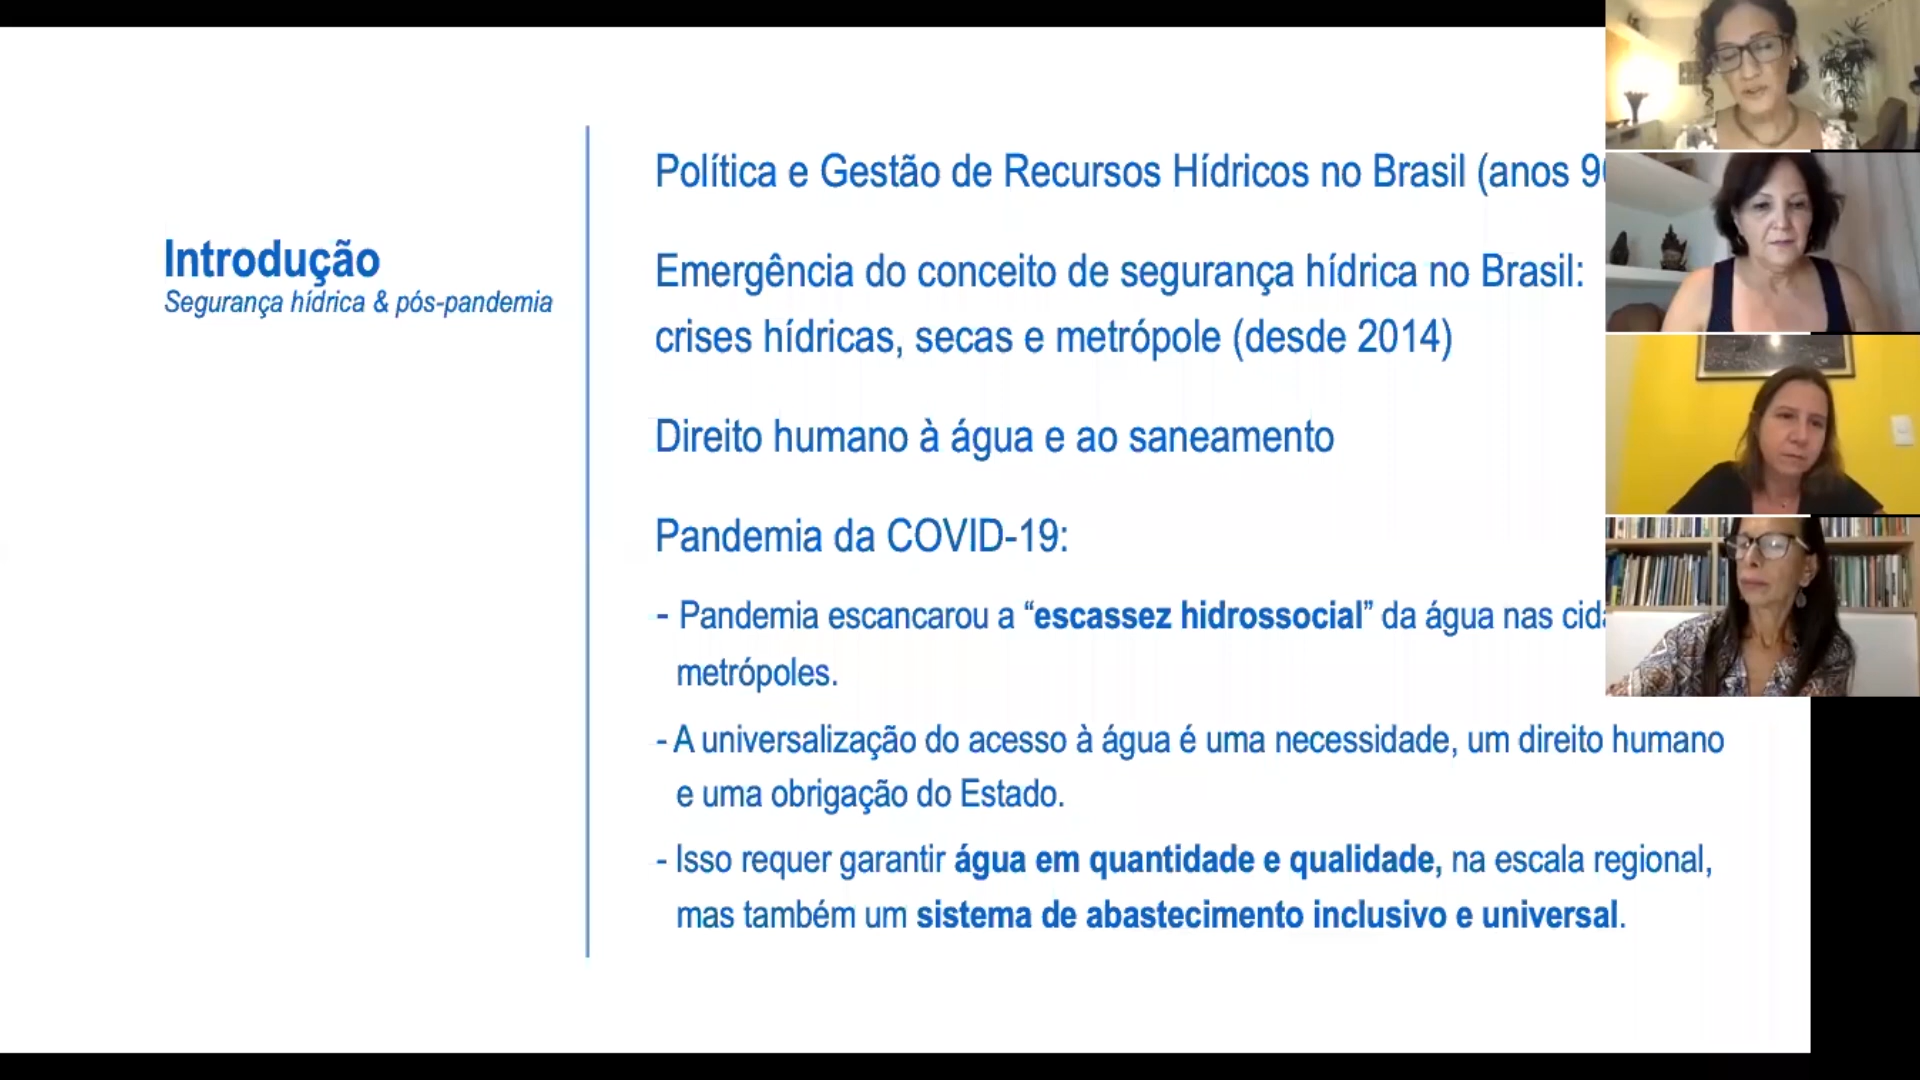 Introdução
Segurança hídrica & pós-pandemia
Política e Gestão de Recursos Hídricos no Brasil (anos
Emergência do conceito de segurança hídrica no Brasil:
crises hídricas, secas e metrópole (desde 2014)
Direito humano à água e ao saneamento
Pandemia da COVID-19:
- Pandemia escancarou a “escassez hidrossocial” da água nas
metrópoles.
- A universalização do acesso à água é uma necessidade, um direito humano
e uma obrigação do Estado.
- Isso requer garantir água em quantidade e qualidade, na escala regional,
mas também um sistema de abastecimento inclusivo e universal.